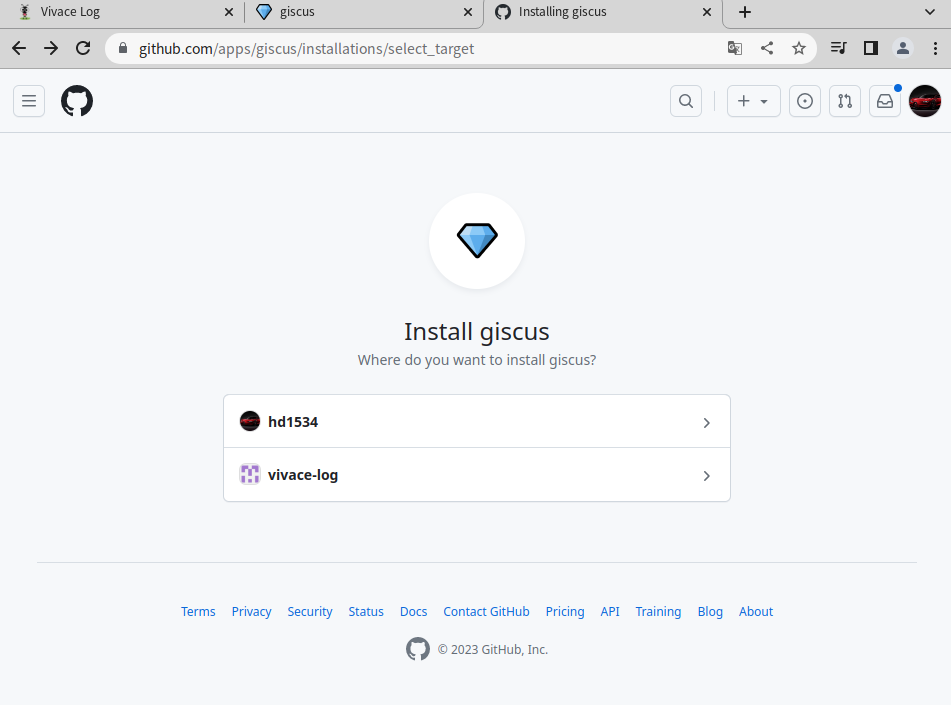 Vivace Log
giscus
Installing giscus
github.com/apps/giscus/installations/select_target
Install giscus
Where do you want to install giscus?
hd1534
vivace-log
Terms Privacy Security Status Docs Contact GitHub Pricing API Training Blog About
© 2023 GitHub, Inc.